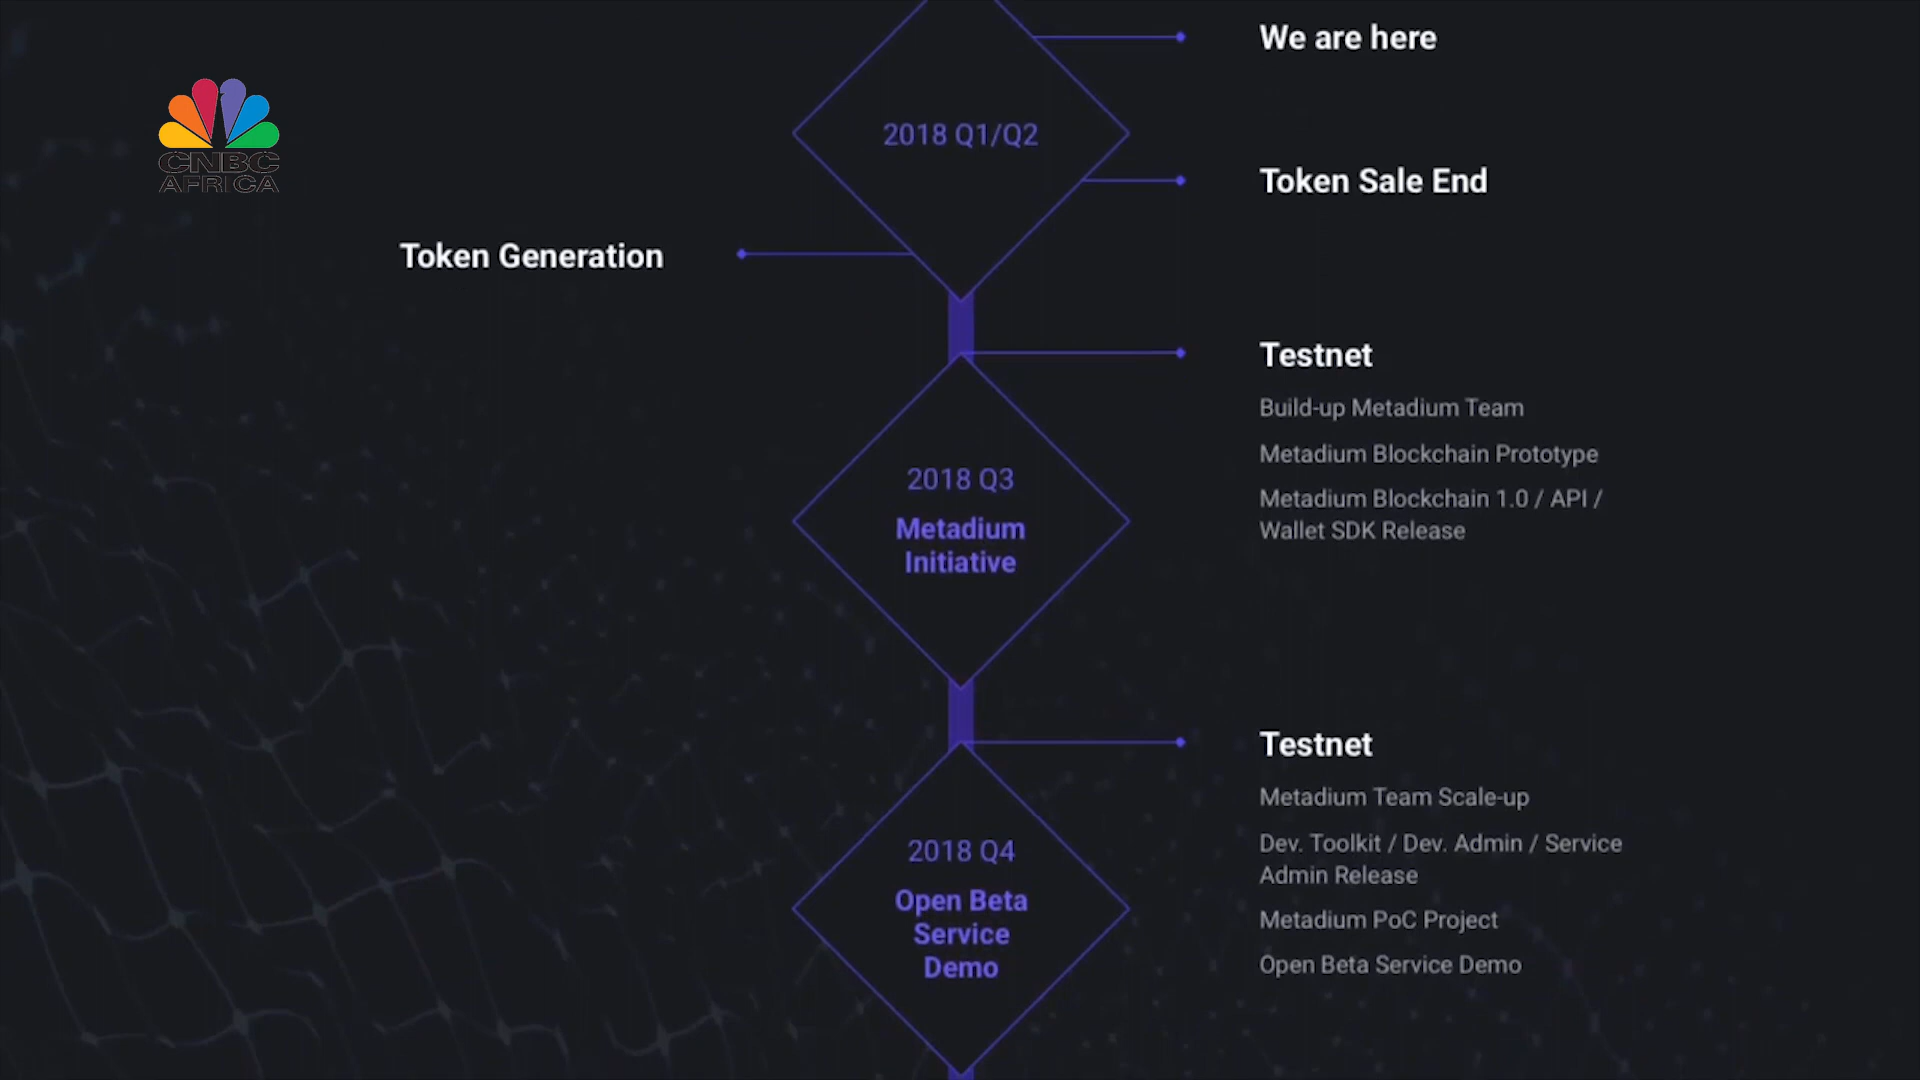 We are here
CNBC
AFRICA
2018 Q1/Q2
Token Sale End
Token Generation
Testnet
Build-up Metadium Team
Metadium Blockchain Prototype
Metadium Blockchain 1.0 / API /
Wallet SDK Release
2018 Q3
Metadium
Initiative
Testnet
Metadium Team Scale-up
Dev. Toolkit / Dev. Admin / Service
Admin Release
Metadium PoC Project
Open Beta Service Demo
2018 Q4
Open Beta
Service
Demo